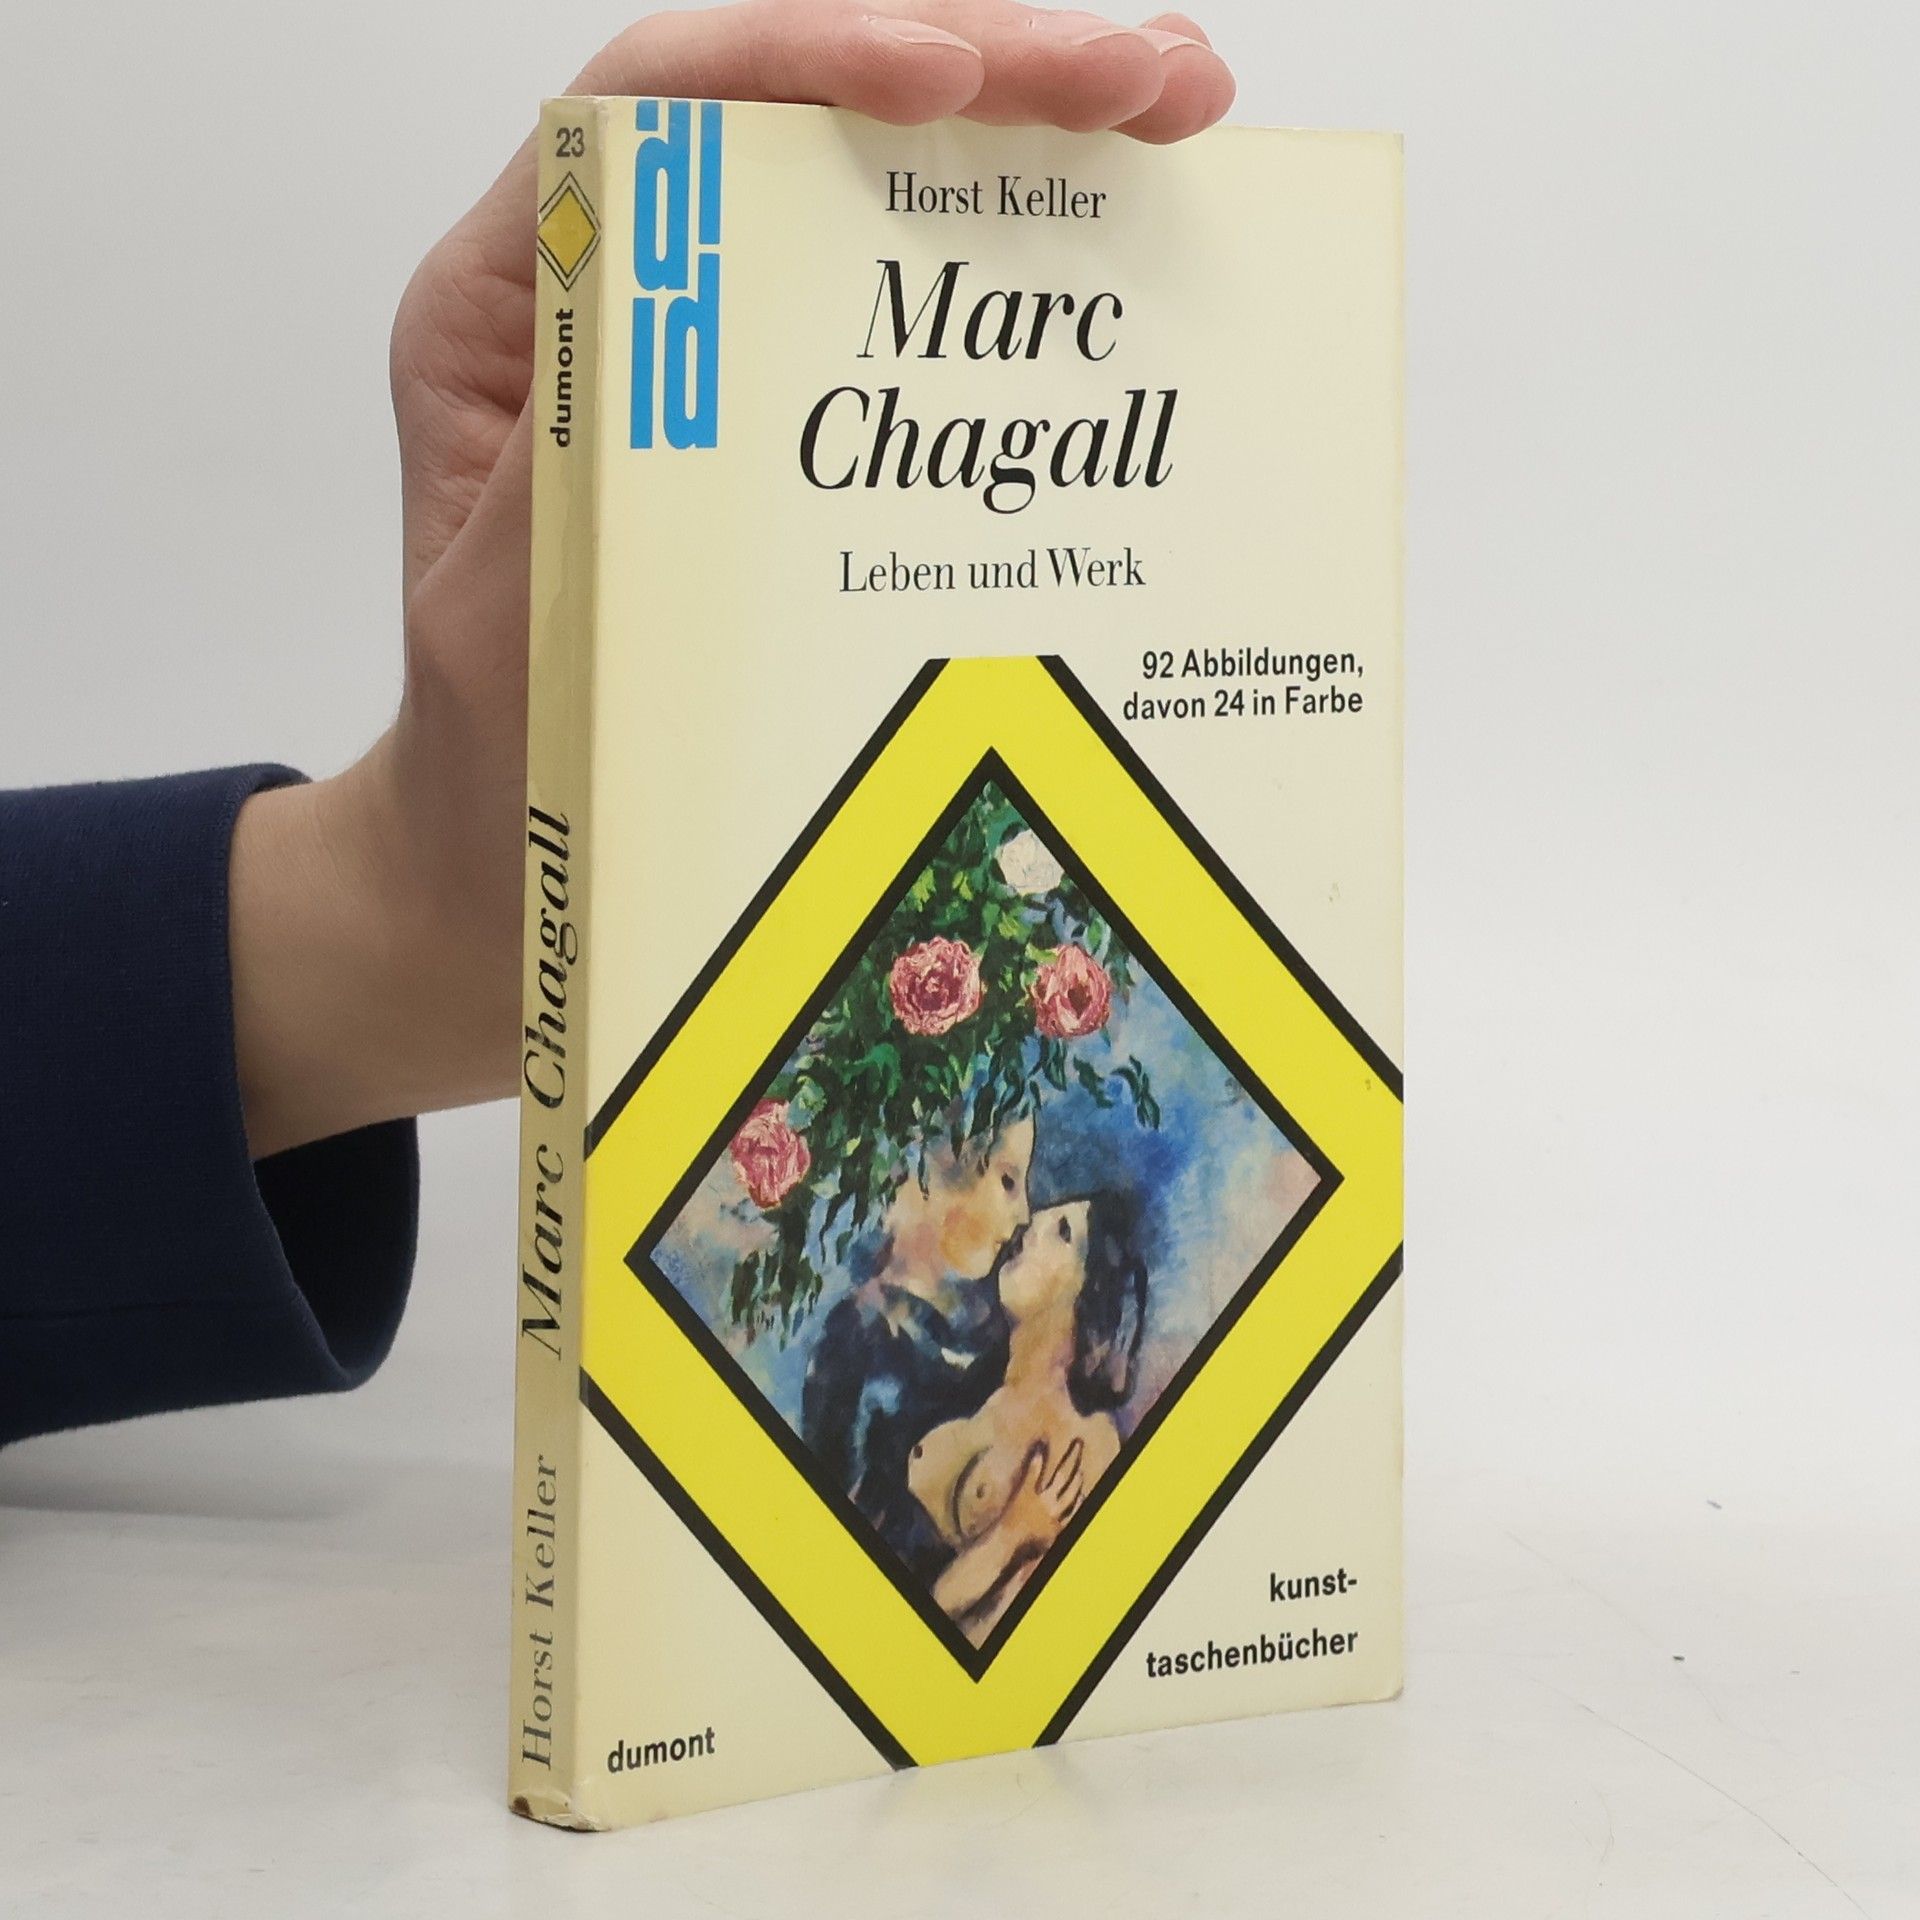 23
dumont
Marc Chagall
Horst Keller
Horst Keller
Marc
Chagall
Leben und Werk
92 Abbildungen,
davon 24 in Farbe
kunst-
taschenbücher
dumont